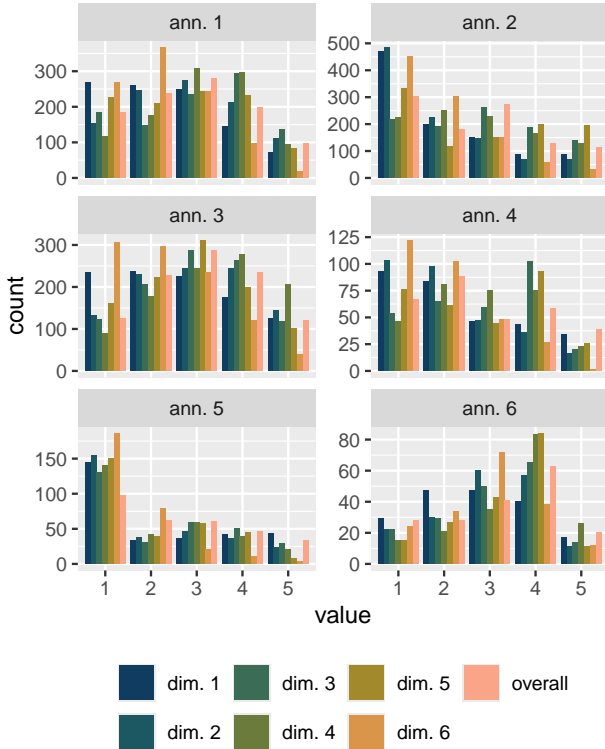 ann. 1
ann. 2
300
200
100
0
500
400
300
200
100
0
ann. 3
ann. 4
300
200
100
0
125
100
75
50
25
0
ann. 5
ann. 6
150
100
50
0
80
60
40
20
0
1 2 3 4 5
1 2 3 4 5
count
value
dim. 1 dim. 3 dim. 5 overall
dim. 2 dim. 4 dim. 6